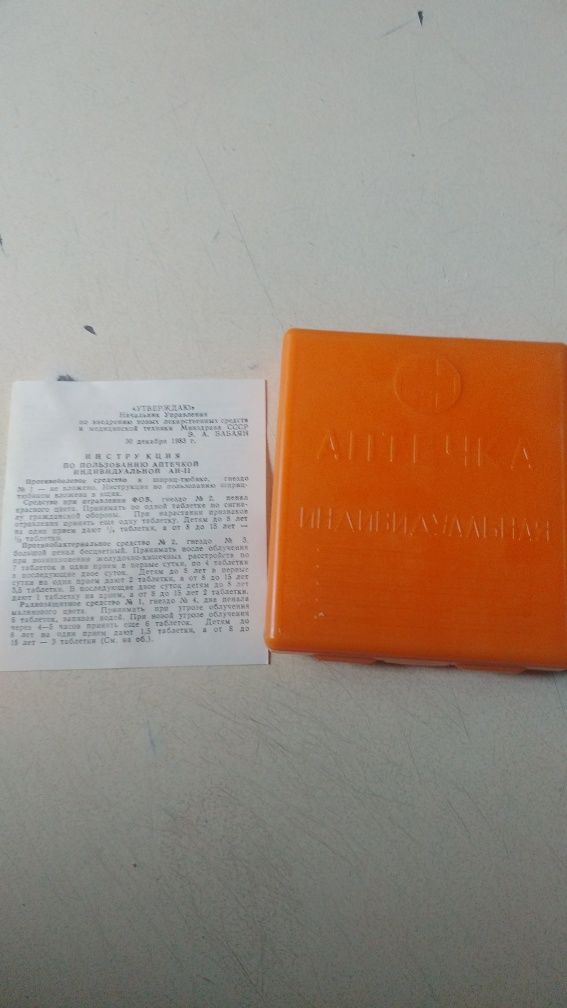 «УТВЕРЖДАЮ»
Начальник Управления
по внедрению новых лекарственных средств
и медицинской техники Минздрава СССР
Э. А. БАБАЯН
30 декабря 1983 г.
ИНСТРУКЦИЯ
ПО ПОЛЬЗОВАНИЮ АПТЕЧКОЙ
ИНДИВИДУАЛЬНОЙ АИ-II
Противоболевое средство в шприц-тюбике, гнездо
№ 1 — не вложено. Инструкция по пользованию шприц-
тюбиком вложена в ящик.
Средство при отравлении ФОВ, гнездо № 2, пенал
красного цвета. Принимать по одной таблетке по сигна-
лу гражданской обороны. При нарастании признаков
отравления принять еще одну таблетку. Детям до 8 лет
на один прием дают ¼ таблетки, а от 8 до 15 лет —
½ таблетки.
Противобактериальное средство № 2, гнездо № 3,
большой пенал бесцветный. Принимать после облучения
при возникновении желудочно-кишечных расстройств по
7 таблеток в один прием в первые сутки, по 4 таблетки
в последующие двое суток. Детям до 8 лет в первые
сутки на один прием дают 2 таблетки, а от 8 до 15 лет
3,5 таблетки. В последующие двое суток детям до 8 лет
дают 1 таблетку на прием, а от 8 до 15 лет 2 таблетки.
Радиозащитное средство № 1, гнездо № 4, два пенала
малинового цвета. Принимать при угрозе облучения
6 таблеток, запивая водой. При новой угрозе облучения
через 4—5 часов принять еще 6 таблеток. Детям до
8 лет на один прием дают 1,5 таблетки, а от 8 до
15 лет — 3 таблетки (См. на об.).
АПТЕЧКА
ИНДИВИДУАЛЬНАЯ